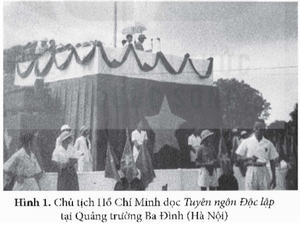 Hình 1. Chủ tịch Hồ Chí Minh đọc Tuyên ngôn Độc lập
tại Quảng trường Ba Đình (Hà Nội)